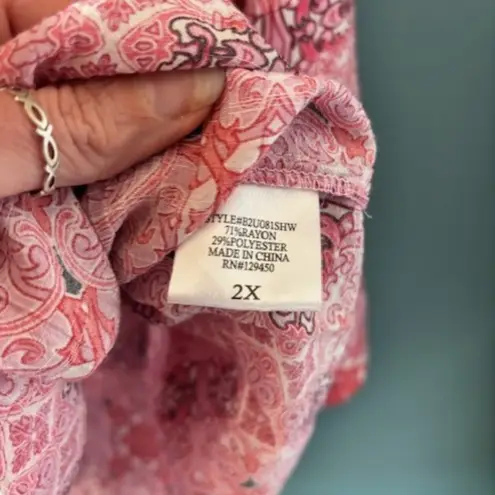 STYLE#B2U081SHW
71%RAYON
29%POLYESTER
MADE IN CHINA
RN#129450
2X